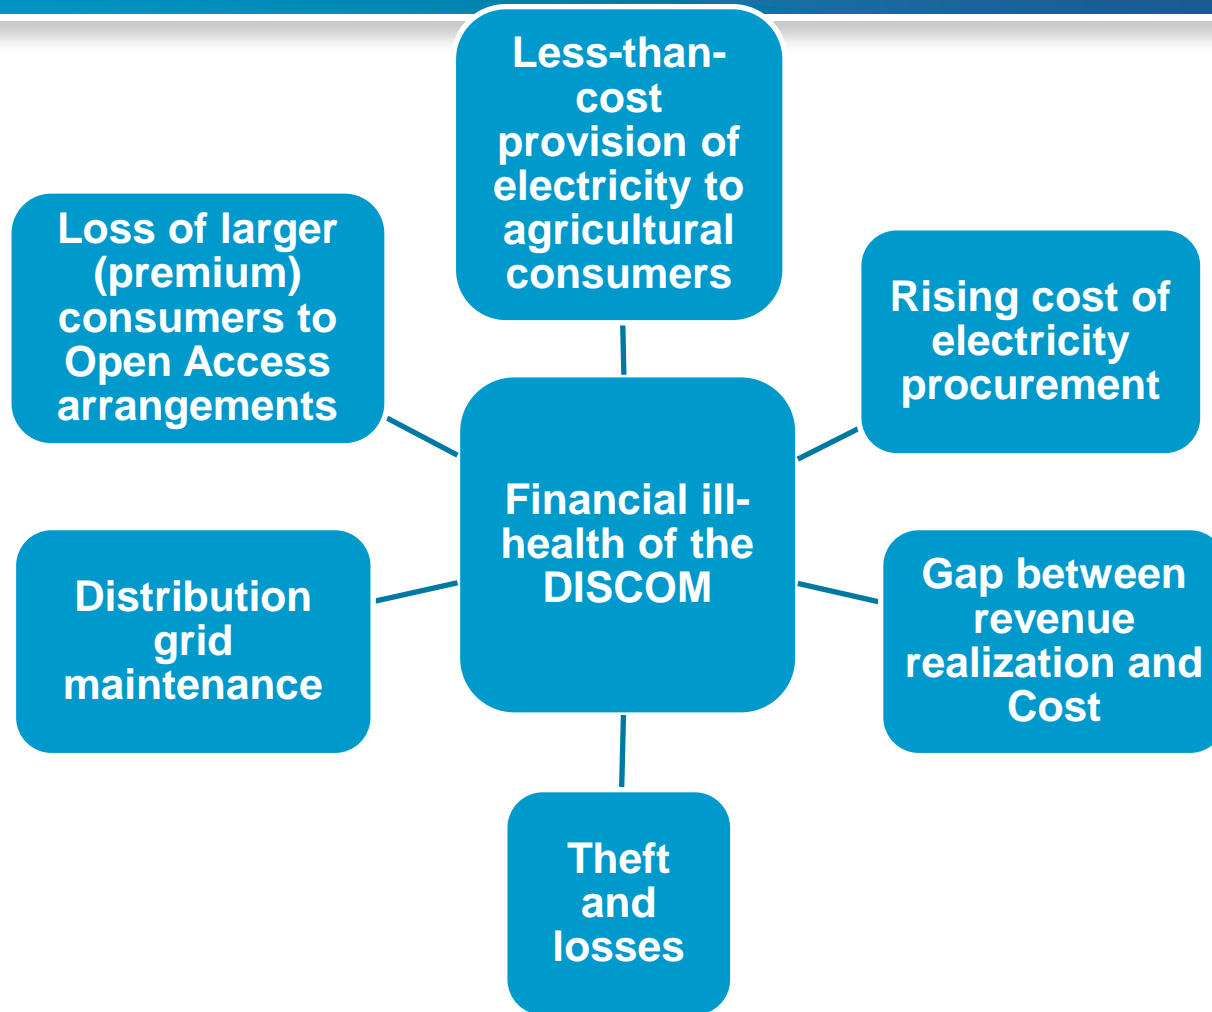 Less-than-
cost
provision of
electricity to
agricultural
consumers
Loss of larger
(premium)
consumers to
Open Access
arrangements
Rising cost of
electricity
procurement
Financial ill-
health of the
DISCOM
Distribution
grid
maintenance
Gap between
revenue
realization and
Cost
Theft
and
losses